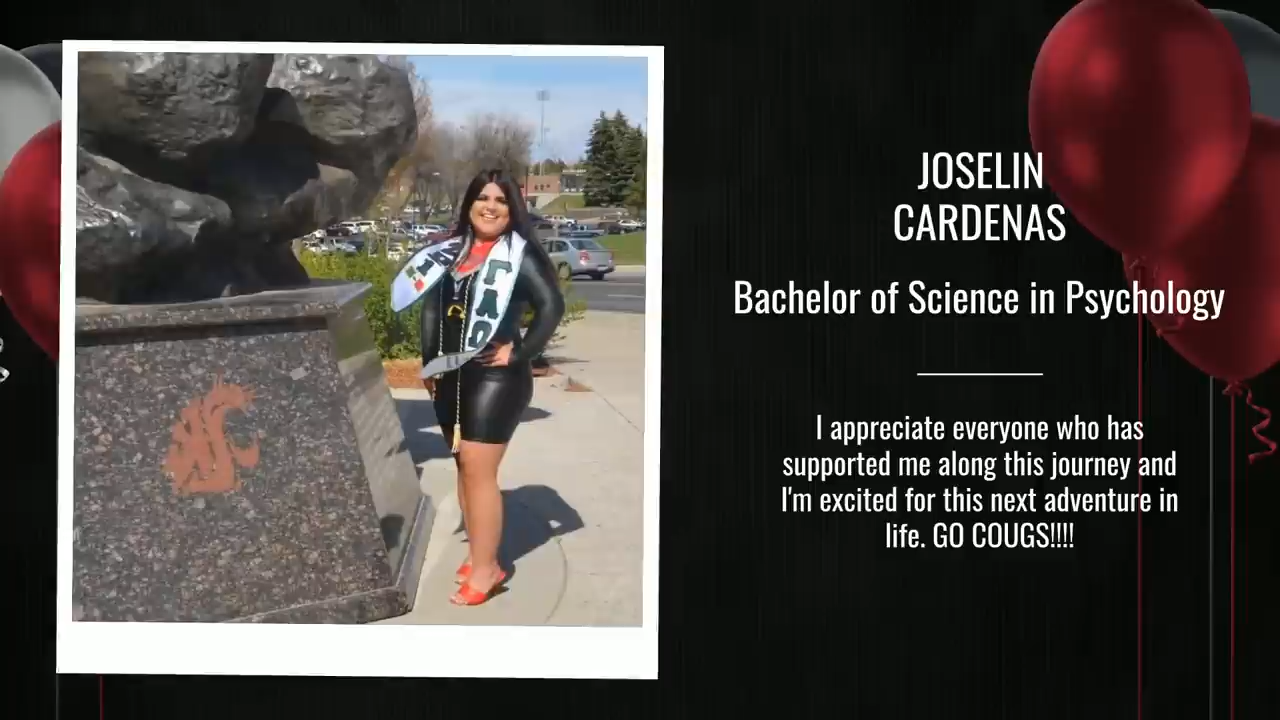 JOSELIN
CARDENAS
Bachelor of Science in Psychology
I appreciate everyone who has
supported me along this journey and
I'm excited for this next adventure in
life. GO COUGS!!!!